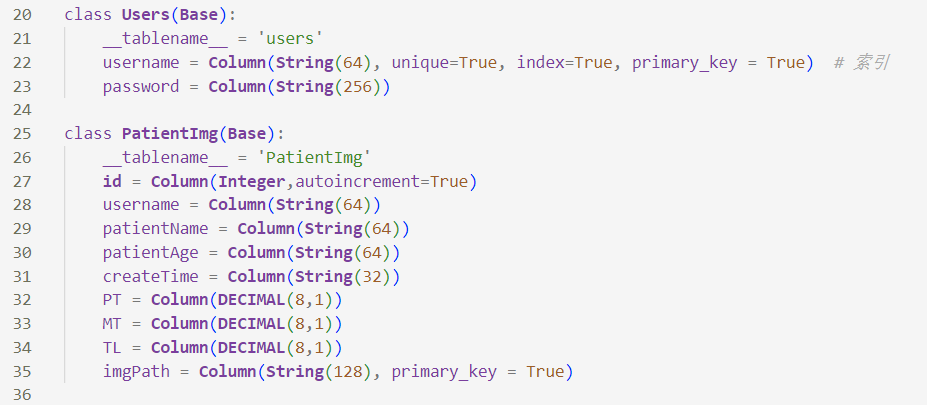 20 class Users(Base):
21     __tablename__ = 'users'
22     username = Column(String(64), unique=True, index=True, primary_key = True)  # 索引
23     password = Column(String(256))
24
25 class PatientImg(Base):
26     __tablename__ = 'PatientImg'
27     id = Column(Integer,autoincrement=True)
28     username = Column(String(64))
29     patientName = Column(String(64))
30     patientAge = Column(String(64))
31     createTime = Column(String(32))
32     PT = Column(DECIMAL(8,1))
33     MT = Column(DECIMAL(8,1))
34     TL = Column(DECIMAL(8,1))
35     imgPath = Column(String(128), primary_key = True)
36